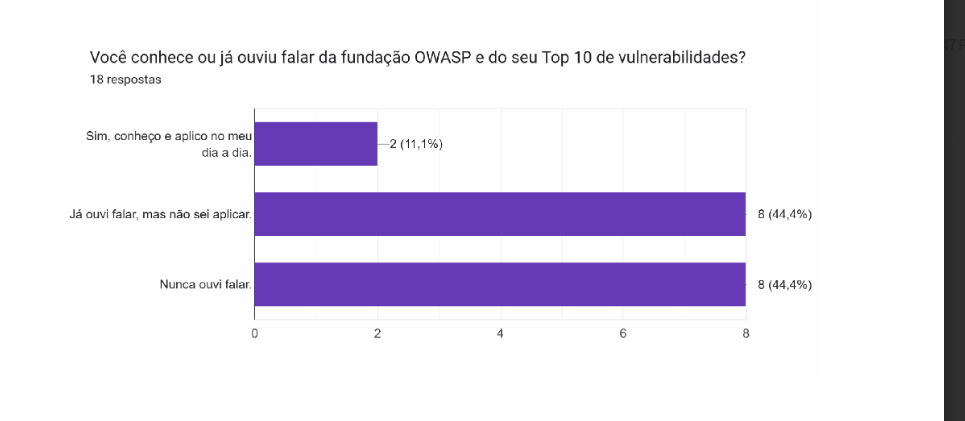 Você conhece ou já ouviu falar da fundação OWASP e do seu Top 10 de vulnerabilidades?
18 respostas
Sim, conheço e aplico no meu
dia a dia.
2 (11,1%)
Já ouvi falar, mas não sei aplicar.
8 (44,4%)
Nunca ouvi falar.
8 (44,4%)
0 2 4 6 8